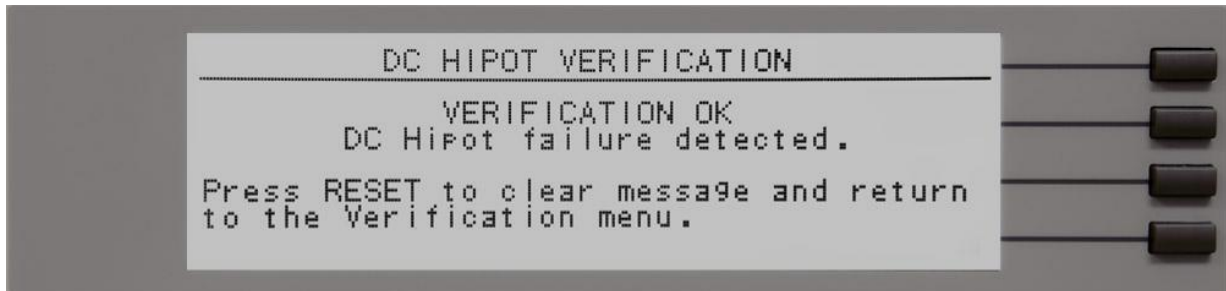 DC HIPOT VERIFICATION
VERIFICATION OK
DC Hipot failure detected.
Press RESET to clear message and return
to the Verification menu.